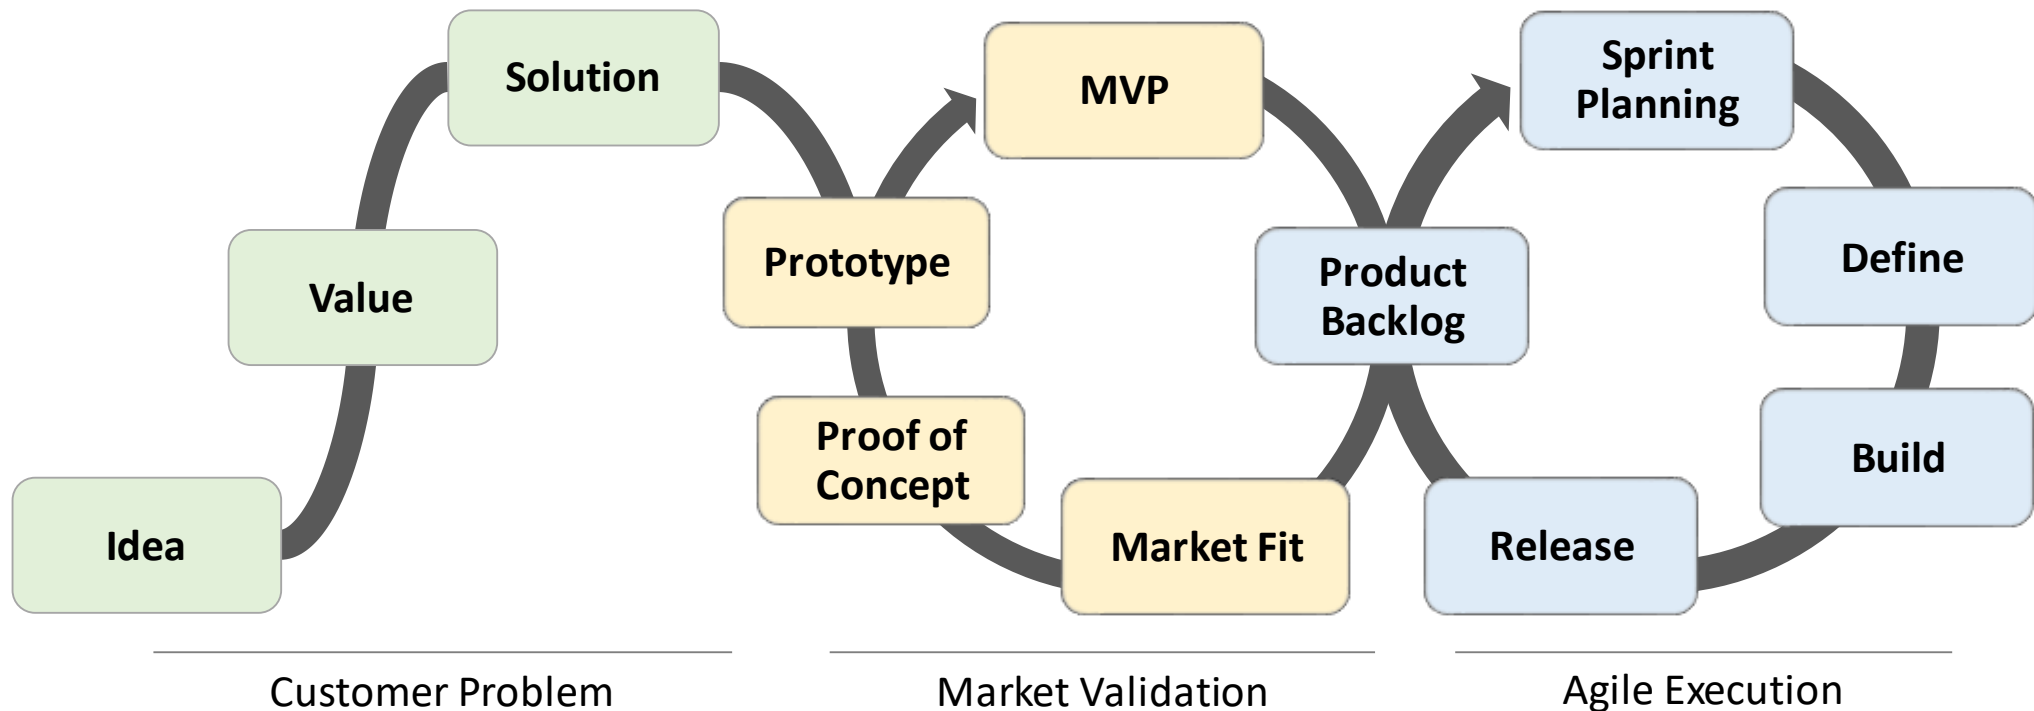 Idea
Value
Solution
Prototype
Proof of
Concept
Market Fit
MVP
Product
Backlog
Sprint
Planning
Define
Build
Release
Customer Problem
Market Validation
Agile Execution